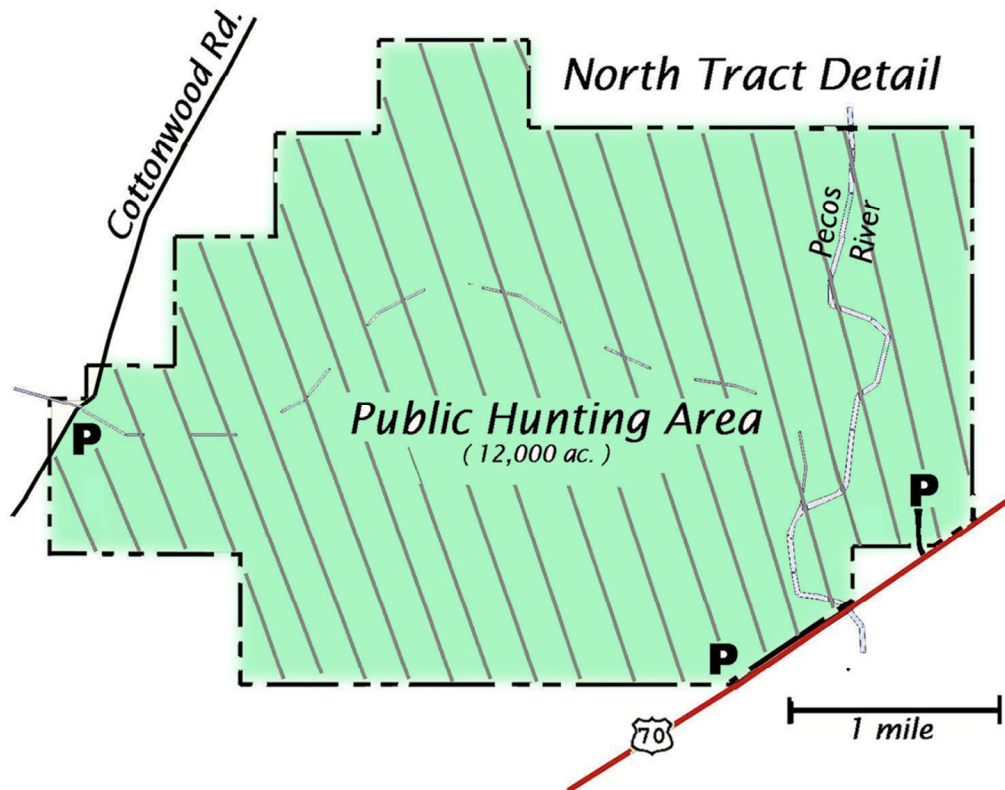 Cottonwood Rd.
North Tract Detail
Pecos
River
Public Hunting Area
( 12,000 ac. )
P
P
P
70
1 mile